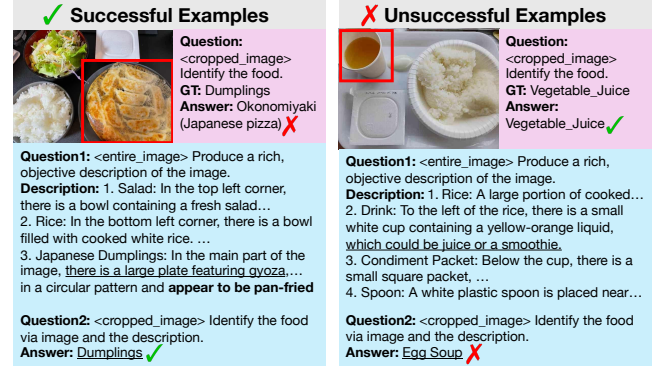 ✓ Successful Examples
Question:
<cropped_image>
Identify the food.
GT: Dumplings
Answer: Okonomiyaki
(Japanese pizza)✗
Question1: <entire_image> Produce a rich,
objective description of the image.
Description: 1. Salad: In the top left corner,
there is a bowl containing a fresh salad…
2. Rice: In the bottom left corner, there is a bowl
filled with cooked white rice. …
3. Japanese Dumplings: In the main part of the
image, there is a large plate featuring gyoza,…
in a circular pattern and appear to be pan-fried
Question2: <cropped_image> Identify the food
via image and the description.
Answer: Dumplings ✓
✗ Unsuccessful Examples
Question:
<cropped_image>
Identify the food.
GT: Vegetable_Juice
Answer:
Vegetable_Juice✓
Question1: <entire_image> Produce a rich,
objective description of the image.
Description: 1. Rice: A large portion of cooked…
2. Drink: To the left of the rice, there is a small
white cup containing a yellow-orange liquid,
which could be juice or a smoothie.
3. Condiment Packet: Below the cup, there is a
small square packet, …
4. Spoon: A white plastic spoon is placed near…
Question2: <cropped_image> Identify the food
via image and the description.
Answer: Egg Soup ✗